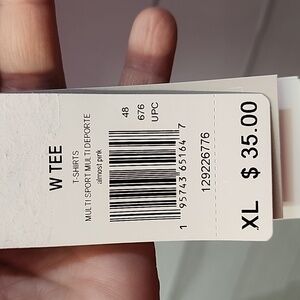 W TEE
T-SHIRTS
MULTI SPORT MULTI DEPORTE
almost pink
48
676
UPC
1 95743 65164 7
129226776
XL $ 35.00